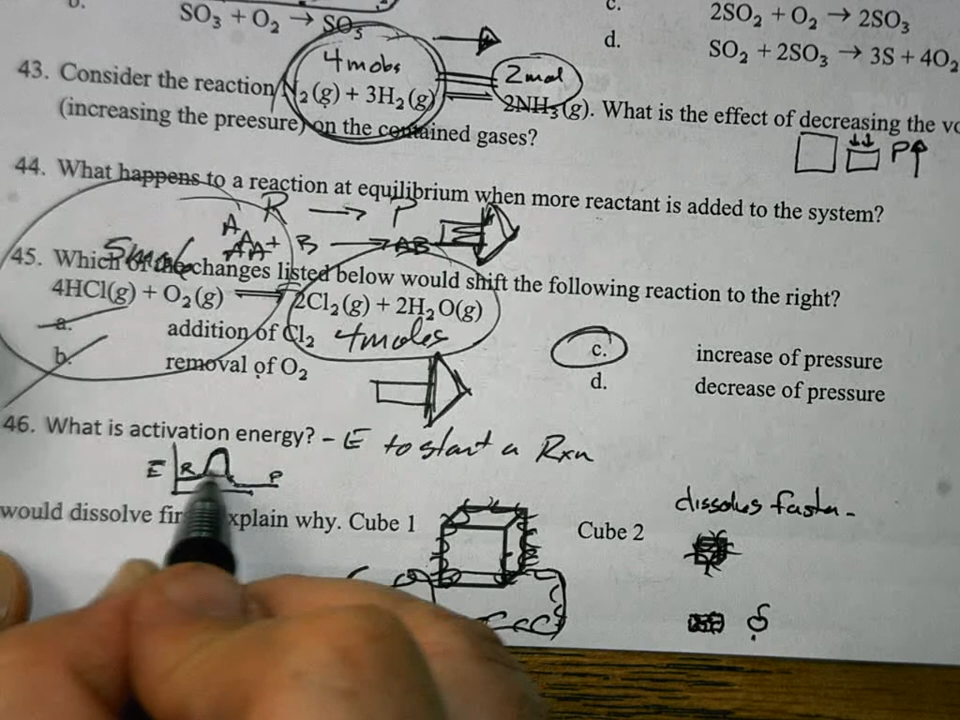 b.
SO₃ + O₂ → SO₃
c.
2SO₂ + O₂ → 2SO₃
d.
SO₂ + 2SO₃ → 3S + 4O₂
4 mols
2 mol
43. Consider the reaction N₂(g) + 3H₂(g) 2NH₃(g). What is the effect of decreasing the vo
(increasing the preesure) on the contained gases?
P↑
44. What happens to a reaction at equilibrium when more reactant is added to the system?
R → P
A
A AA + B → AB
5 mol
45. Which of the changes listed below would shift the following reaction to the right?
4HCl(g) + O₂(g) ⇌ 2Cl₂(g) + 2H₂O(g)
a. addition of Cl₂ 4 moles
c. increase of pressure
b. removal of O₂
d. decrease of pressure
46. What is activation energy? - E to start a Rxn
E R P
dissolves faster -
would dissolve explain why. Cube 1
Cube 2